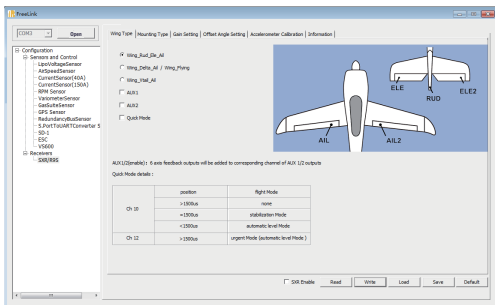 FreeLink
COM3
Open
Configuration
Sensors and Control
LipoVoltageSensor
AirSpeedSensor
CurrentSensor(40A)
CurrentSensor(150A)
RPM Sensor
VariometerSensor
GasSuiteSensor
GPS Sensor
RedundancyBusSensor
S.PortToUARTConverter S
SD-1
ESC
VS600
Receivers
SXR/R9S
Wing Type
Mounting Type
Gain Setting
Offset Angle Setting
Accelerometer Calibration
Information
Wing_Rud_Ele_Ail
Wing_Delta_Ail / Wing_Flying
Wing_Vtail_Ail
AUX1
AUX2
Quick Mode
ELE
RUD
ELE2
AIL
AIL2
AUX1/2(enable): 6 axis feedback outputs will be added to corresponding channel of AUX 1/2 outputs
Quick Mode details :
position
flight Mode
Ch 10
>1500us
none
=1500us
stabilization Mode
<1500us
automatic level Mode
Ch 12
>1500us
urgent Mode (automatic level Mode )
SXR Enable
Read
Write
Load
Save
Default